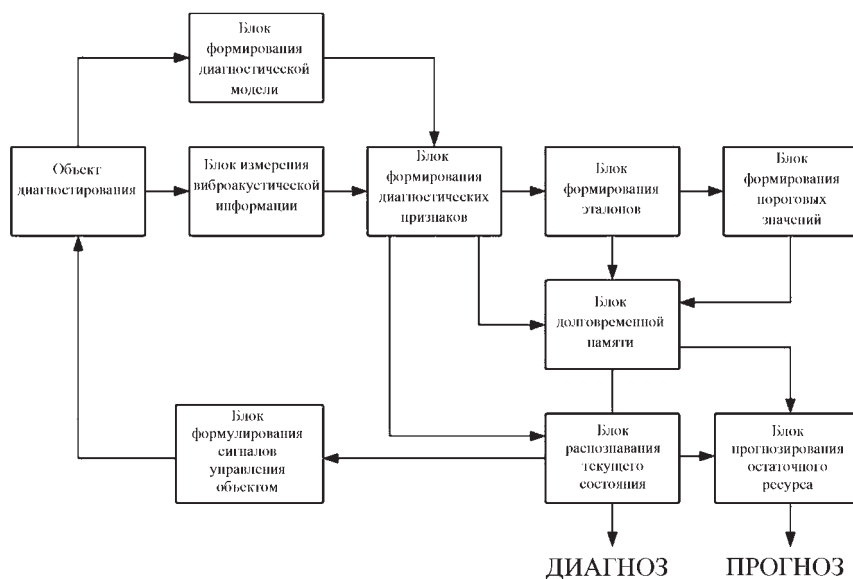 Блок
формирования
диагностической
модели
Объект
диагностирования
Блок измерения
виброакустической
информации
Блок
формирования
диагностических
признаков
Блок
формирования
эталонов
Блок
формирования
пороговых
значений
Блок
долговременной
памяти
Блок
формулирования
сигналов
управления
объектом
Блок
распознавания
текущего
состояния
Блок
прогнозирования
остаточного
ресурса
ДИАГНОЗ
ПРОГНОЗ